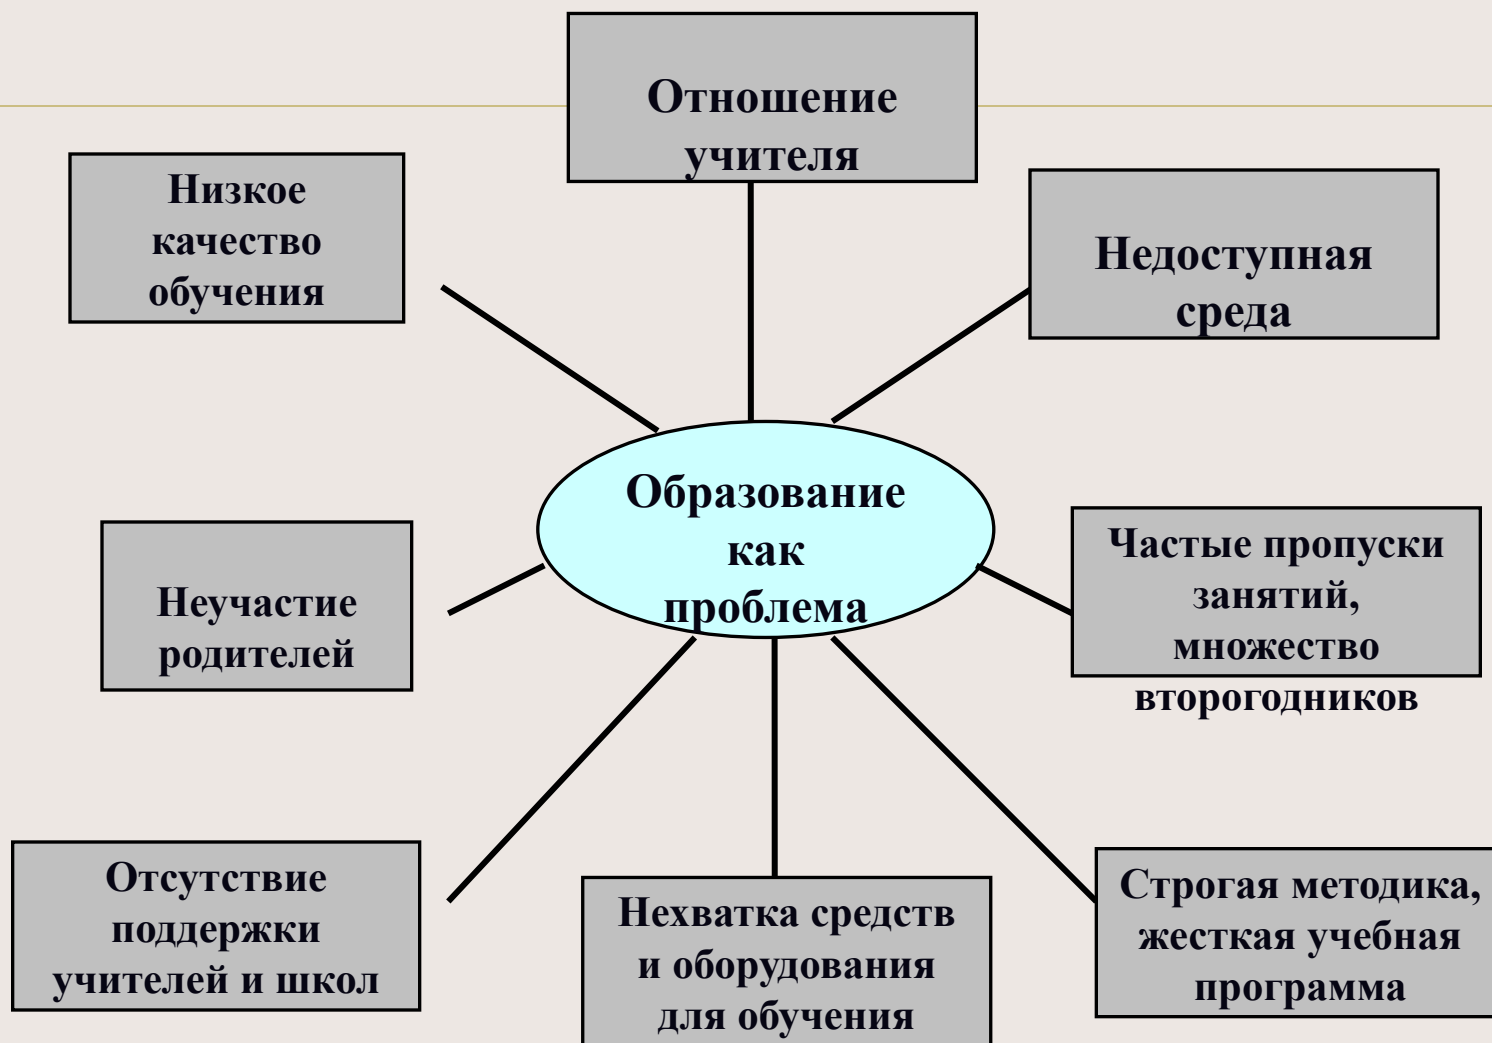 Отношение
учителя
Низкое
качество
обучения
Недоступная
среда
Образование
как
проблема
Неучастие
родителей
Частые пропуски
занятий,
множество
второгодников
Отсутствие
поддержки
учителей и школ
Нехватка средств
и оборудования
для обучения
Строгая методика,
жесткая учебная
программа